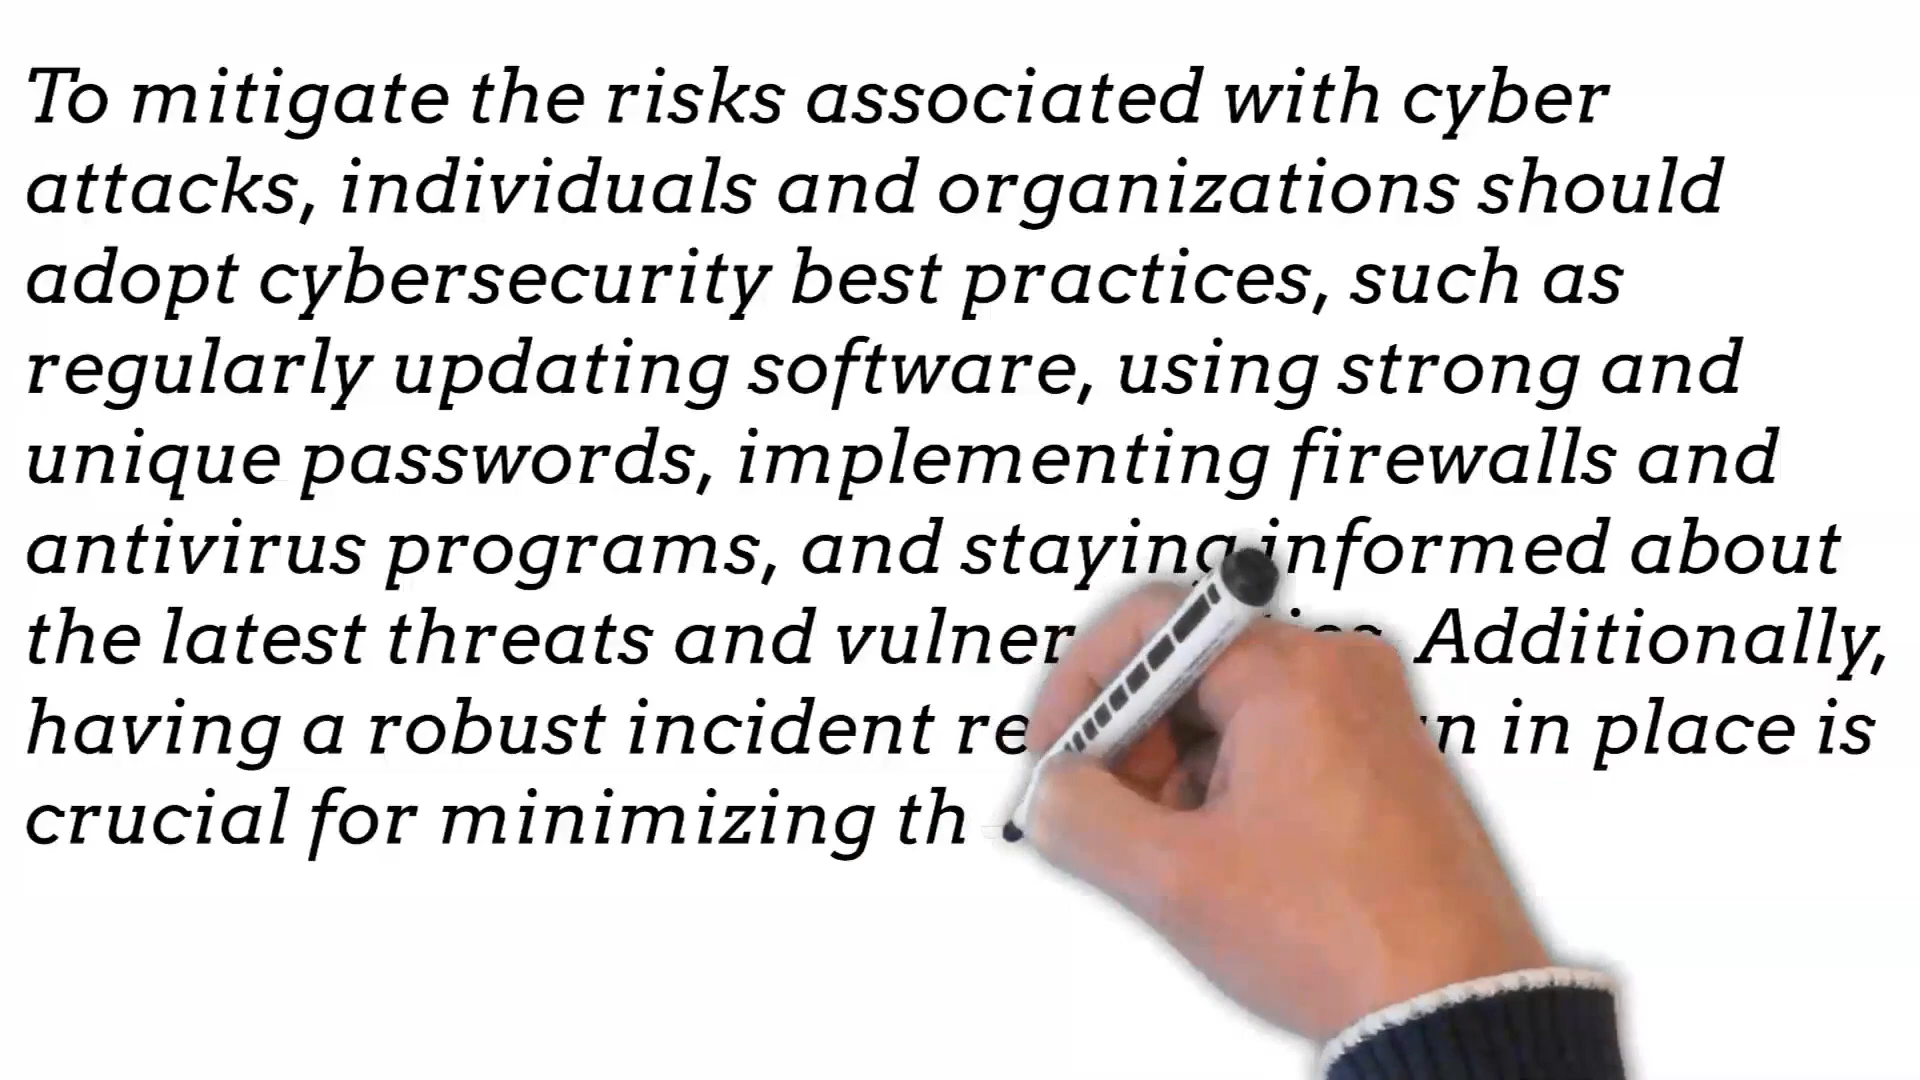 To mitigate the risks associated with cyber
attacks, individuals and organizations should
adopt cybersecurity best practices, such as
regularly updating software, using strong and
unique passwords, implementing firewalls and
antivirus programs, and staying informed about
the latest threats and Additionally,
having a robust incident in place is
crucial for minimizing th